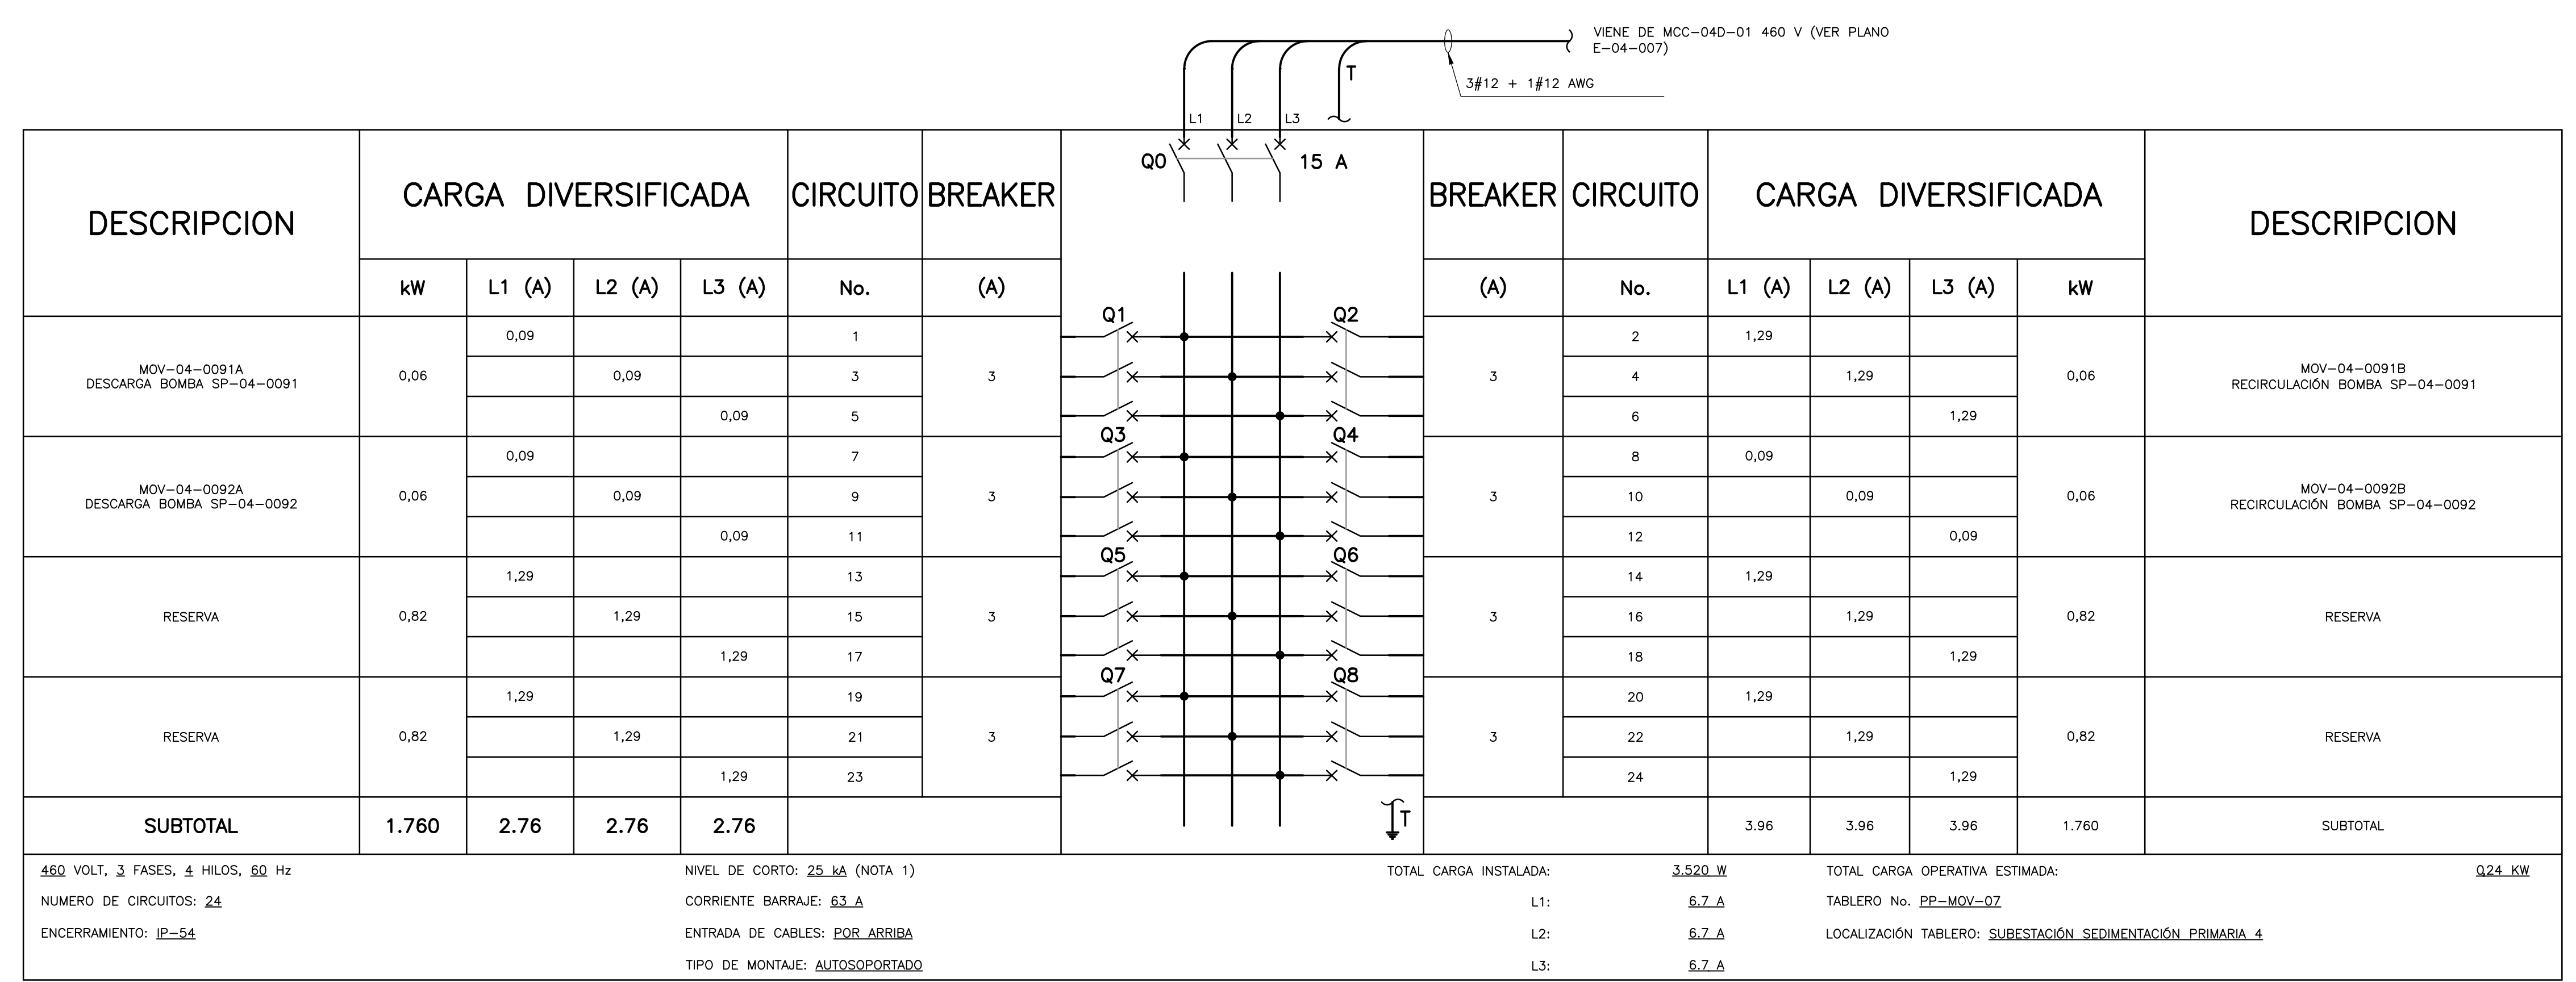 VIENE DE MCC-04D-01 460 V (VER PLANO
E-04-007)
T
3#12 + 1#12 AWG
L1 L2 L3
Q0 15 A
DESCRIPCION CARGA DIVERSIFICADA CIRCUITO BREAKER BREAKER CIRCUITO CARGA DIVERSIFICADA DESCRIPCION
kW L1 (A) L2 (A) L3 (A) No. (A) (A) No. L1 (A) L2 (A) L3 (A) kW
Q1 Q2
0,09 1 2 1,29
MOV-04-0091A
DESCARGA BOMBA SP-04-0091
0,06 0,09 3 3 3 4 1,29 0,06
MOV-04-0091B
RECIRCULACIÓN BOMBA SP-04-0091
0,09 5 6 1,29
Q3 Q4
0,09 7 8 0,09
MOV-04-0092A
DESCARGA BOMBA SP-04-0092
0,06 0,09 9 3 3 10 0,09 0,06
MOV-04-0092B
RECIRCULACIÓN BOMBA SP-04-0092
0,09 11 12 0,09
Q5 Q6
1,29 13 14 1,29
RESERVA 0,82 1,29 15 3 3 16 1,29 0,82 RESERVA
1,29 17 18 1,29
Q7 Q8
1,29 19 20 1,29
RESERVA 0,82 1,29 21 3 3 22 1,29 0,82 RESERVA
1,29 23 24 1,29
T
SUBTOTAL 1.760 2.76 2.76 2.76 3.96 3.96 3.96 1.760 SUBTOTAL
460 VOLT, 3 FASES, 4 HILOS, 60 Hz NIVEL DE CORTO: 25 kA (NOTA 1) TOTAL CARGA INSTALADA: 3.520 W TOTAL CARGA OPERATIVA ESTIMADA: 0,24 KW
NUMERO DE CIRCUITOS: 24 CORRIENTE BARRAJE: 63 A L1: 6.7 A TABLERO No. PP-MOV-07
ENCERRAMIENTO: IP-54 ENTRADA DE CABLES: POR ARRIBA L2: 6.7 A LOCALIZACIÓN TABLERO: SUBESTACIÓN SEDIMENTACIÓN PRIMARIA 4
TIPO DE MONTAJE: AUTOSOPORTADO L3: 6.7 A